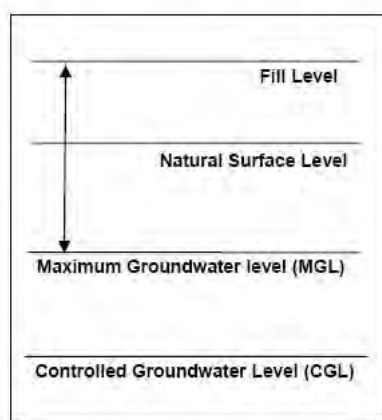 Fill Level
Natural Surface Level
Maximum Groundwater level (MGL)
Controlled Groundwater Level (CGL)